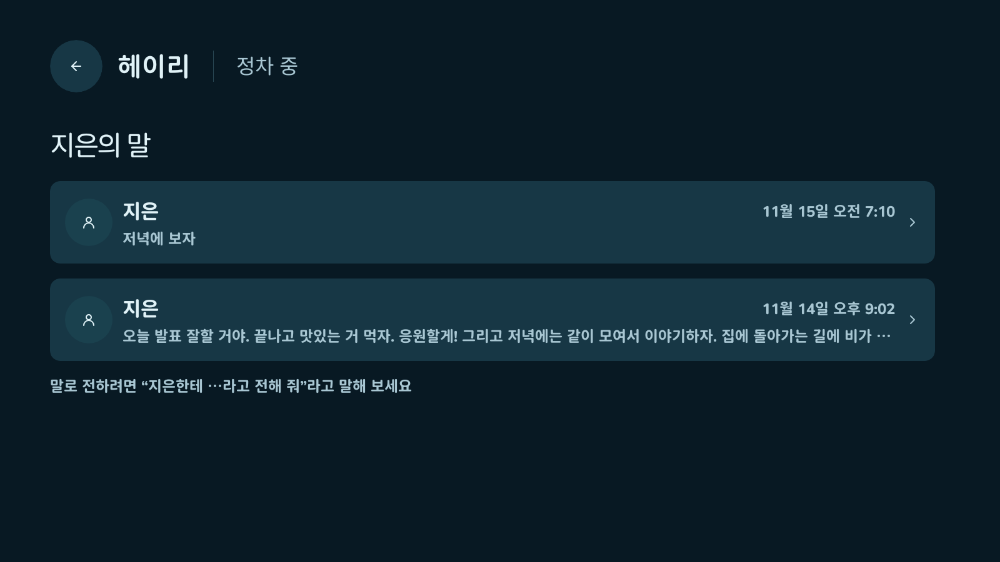 헤이리
정차 중
지은의 말
지은
11월 15일 오전 7:10
저녁에 보자
지은
11월 14일 오후 9:02
오늘 발표 잘할 거야. 끝나고 맛있는 거 먹자. 응원할게! 그리고 저녁에는 같이 모여서 이야기하자. 집에 돌아가는 길에 비가 …
말로 전하려면 “지은한테 …라고 전해 줘”라고 말해 보세요